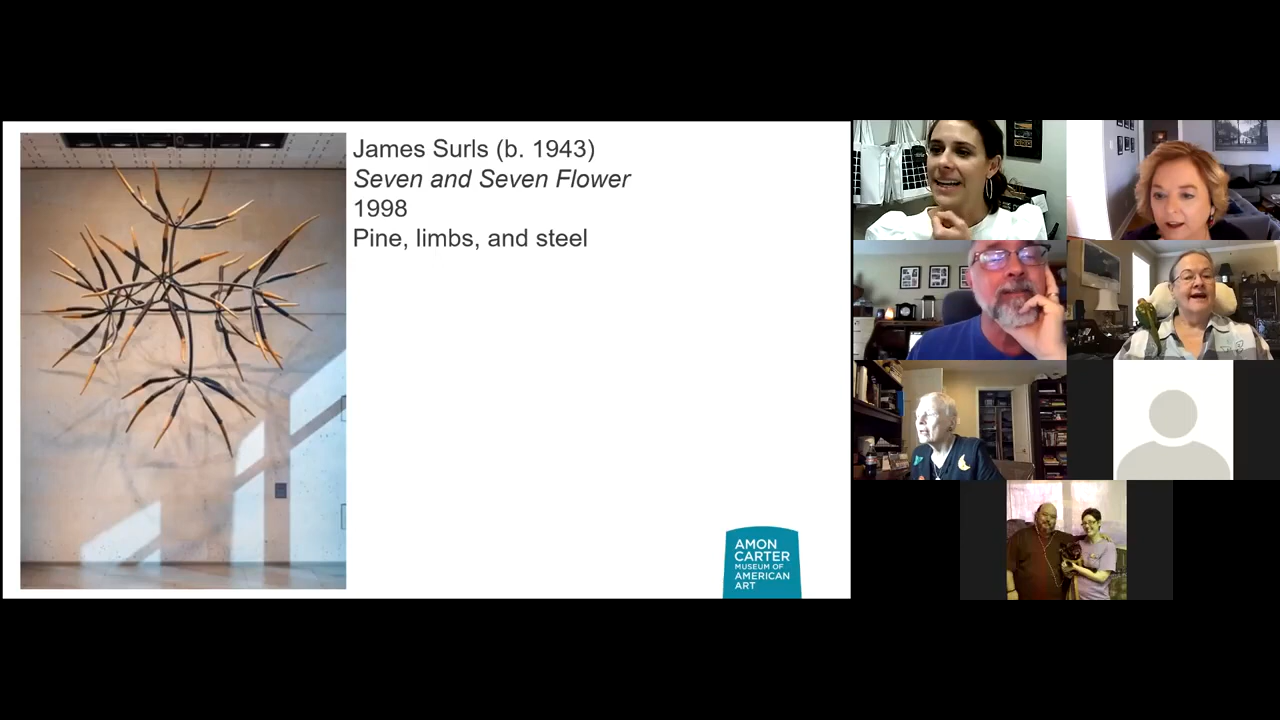 James Surls (b. 1943)
Seven and Seven Flower
1998
Pine, limbs, and steel
AMON
CARTER
MUSEUM OF
AMERICAN
ART